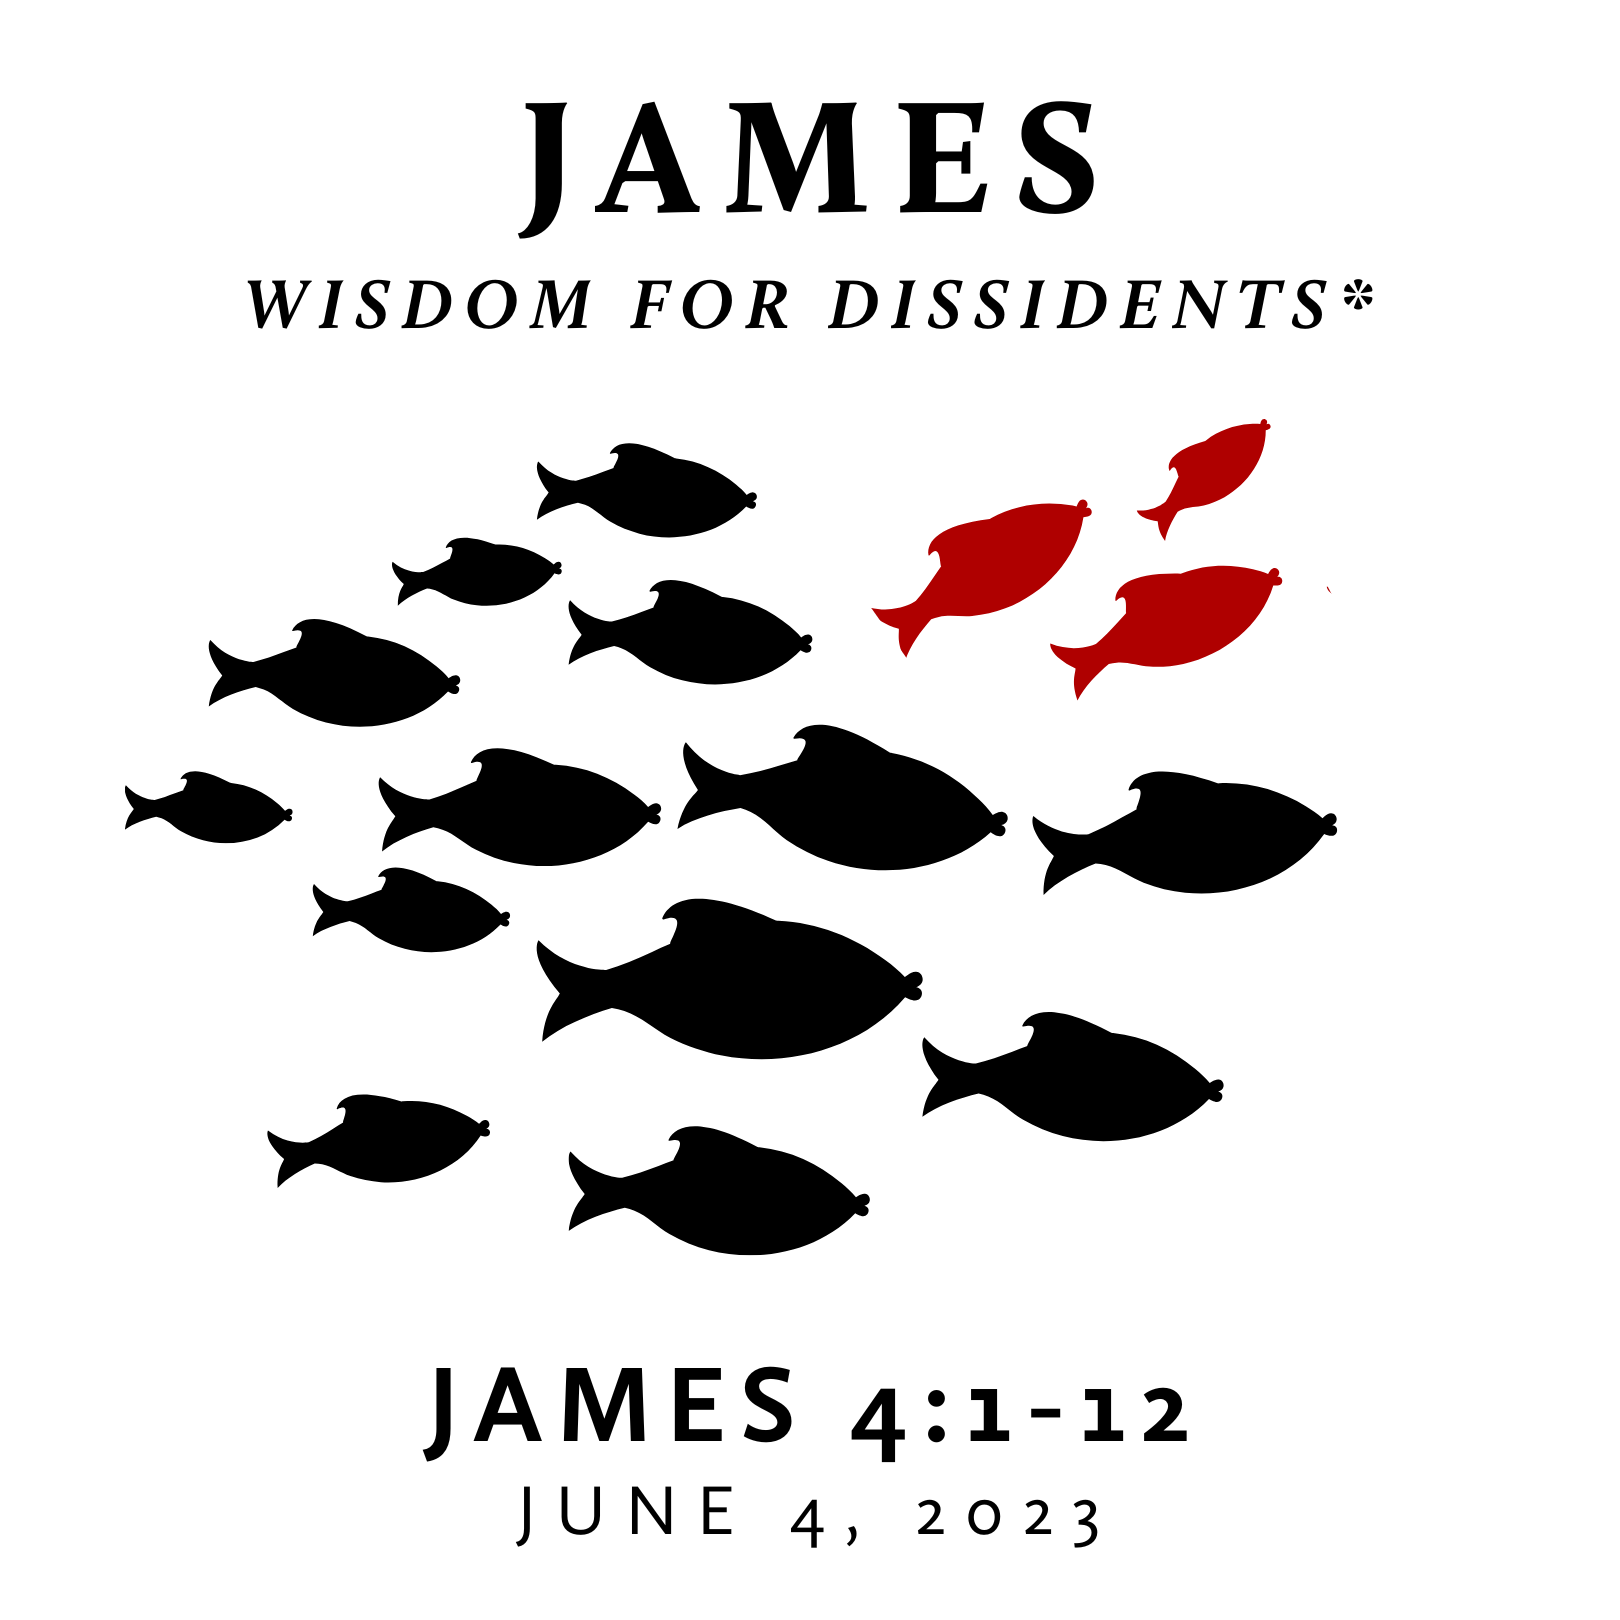 JAMES
WISDOM FOR DISSIDENTS*
JAMES 4:1-12
JUNE 4, 2023